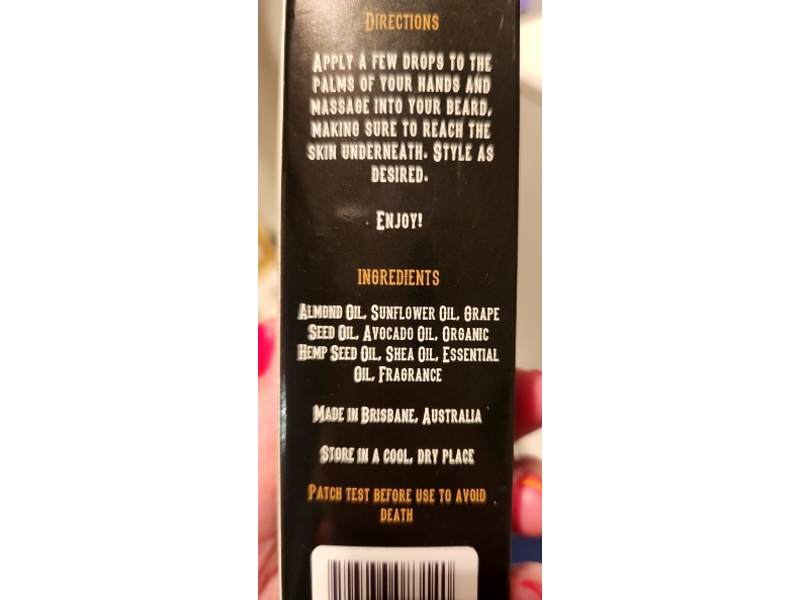 Directions
Apply a few drops to the
palms of your hands and
massage into your beard,
making sure to reach the
skin underneath. Style as
desired.
Enjoy!
Ingredients
Almond Oil, Sunflower Oil, Grape
Seed Oil, Avocado Oil, Organic
Hemp Seed Oil, Shea Oil, Essential
Oil, Fragrance
Made in Brisbane, Australia
Store in a cool, dry place
Patch test before use to avoid
death